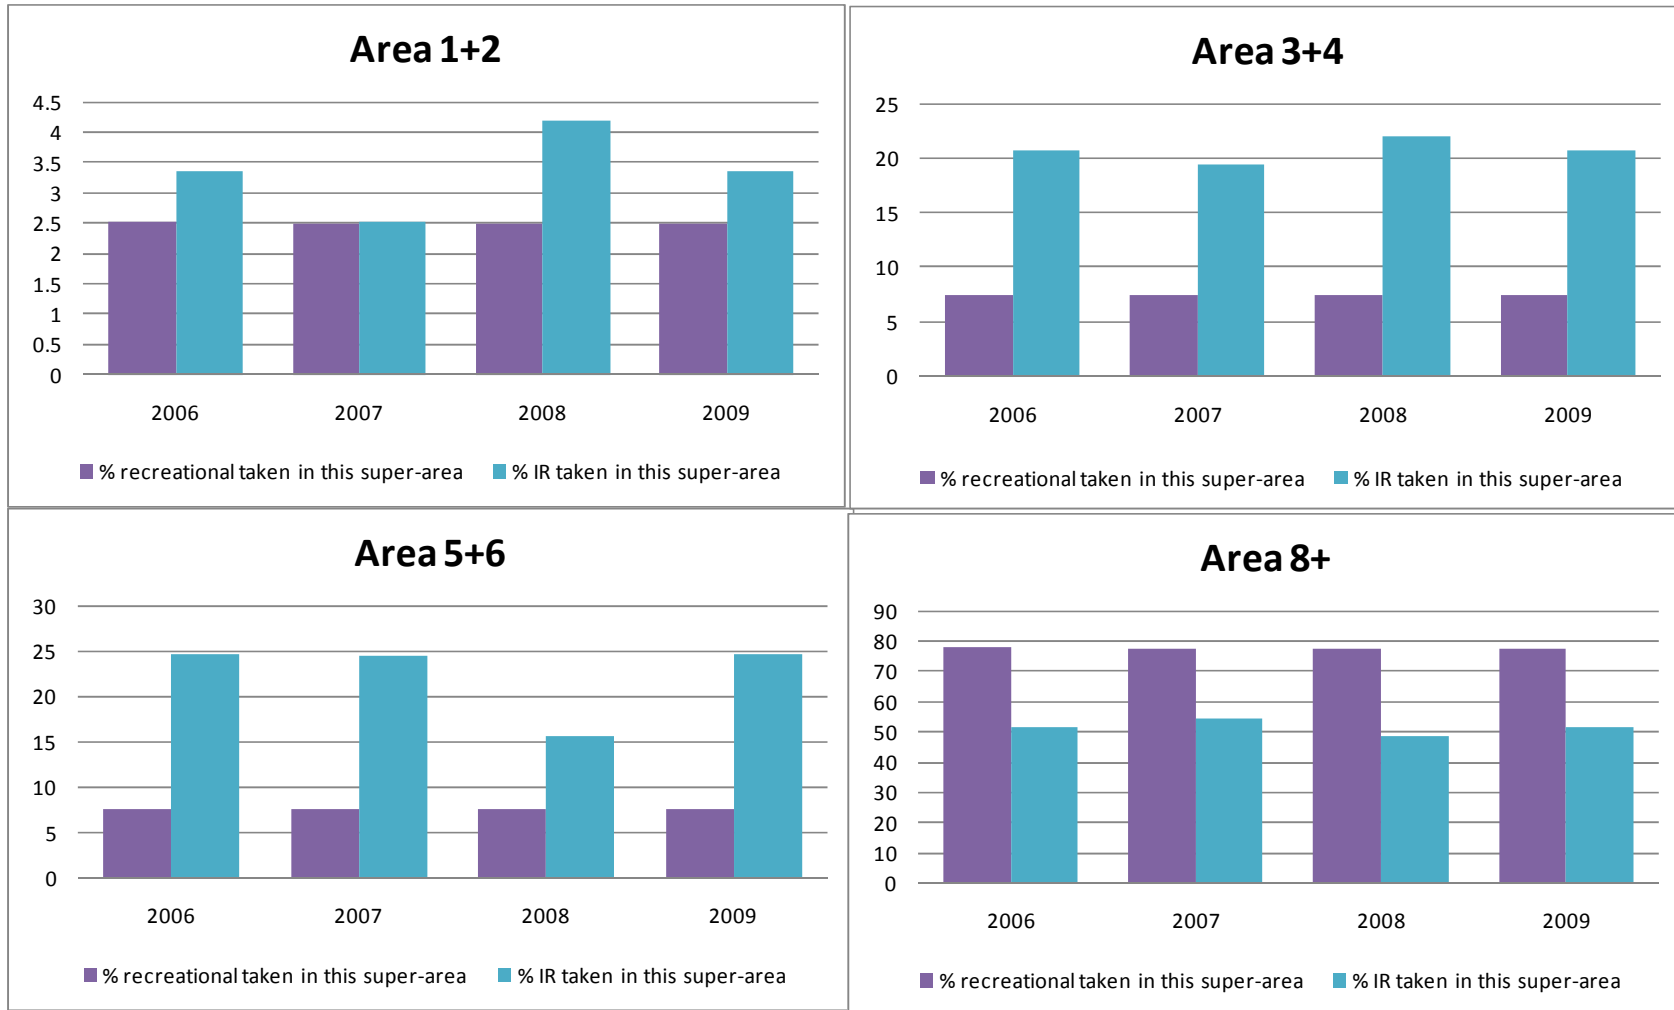 Area 1+2
4.5
4
3.5
3
2.5
2
1.5
1
0.5
0
2006 2007 2008 2009
% recreational taken in this super-area % IR taken in this super-area
Area 3+4
25
20
15
10
5
0
2006 2007 2008 2009
% recreational taken in this super-area % IR taken in this super-area
Area 5+6
30
25
20
15
10
5
0
2006 2007 2008 2009
% recreational taken in this super-area % IR taken in this super-area
Area 8+
90
80
70
60
50
40
30
20
10
0
2006 2007 2008 2009
% recreational taken in this super-area % IR taken in this super-area